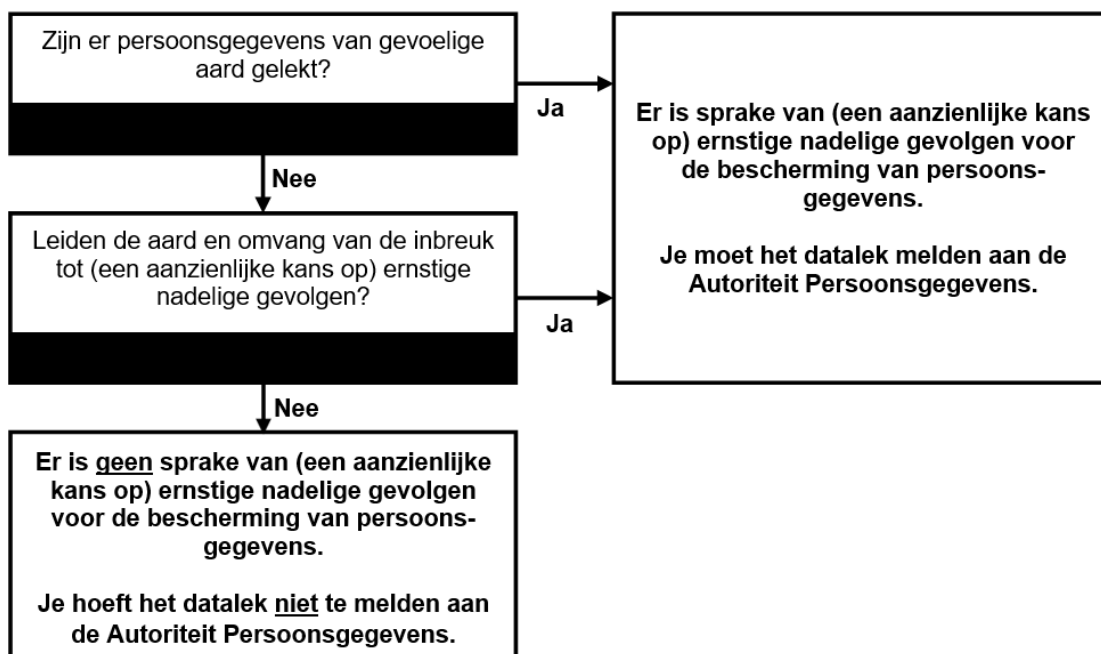 Zijn er persoonsgegevens van gevoelige
aard gelekt?
Ja
Er is sprake van (een aanzienlijke kans
op) ernstige nadelige gevolgen voor
de bescherming van persoons-
gegevens.
Je moet het datalek melden aan de
Autoriteit Persoonsgegevens.
Nee
Leiden de aard en omvang van de inbreuk
tot (een aanzienlijke kans op) ernstige
nadelige gevolgen?
Ja
Nee
Er is geen sprake van (een aanzienlijke
kans op) ernstige nadelige gevolgen
voor de bescherming van persoons-
gegevens.
Je hoeft het datalek niet te melden aan
de Autoriteit Persoonsgegevens.